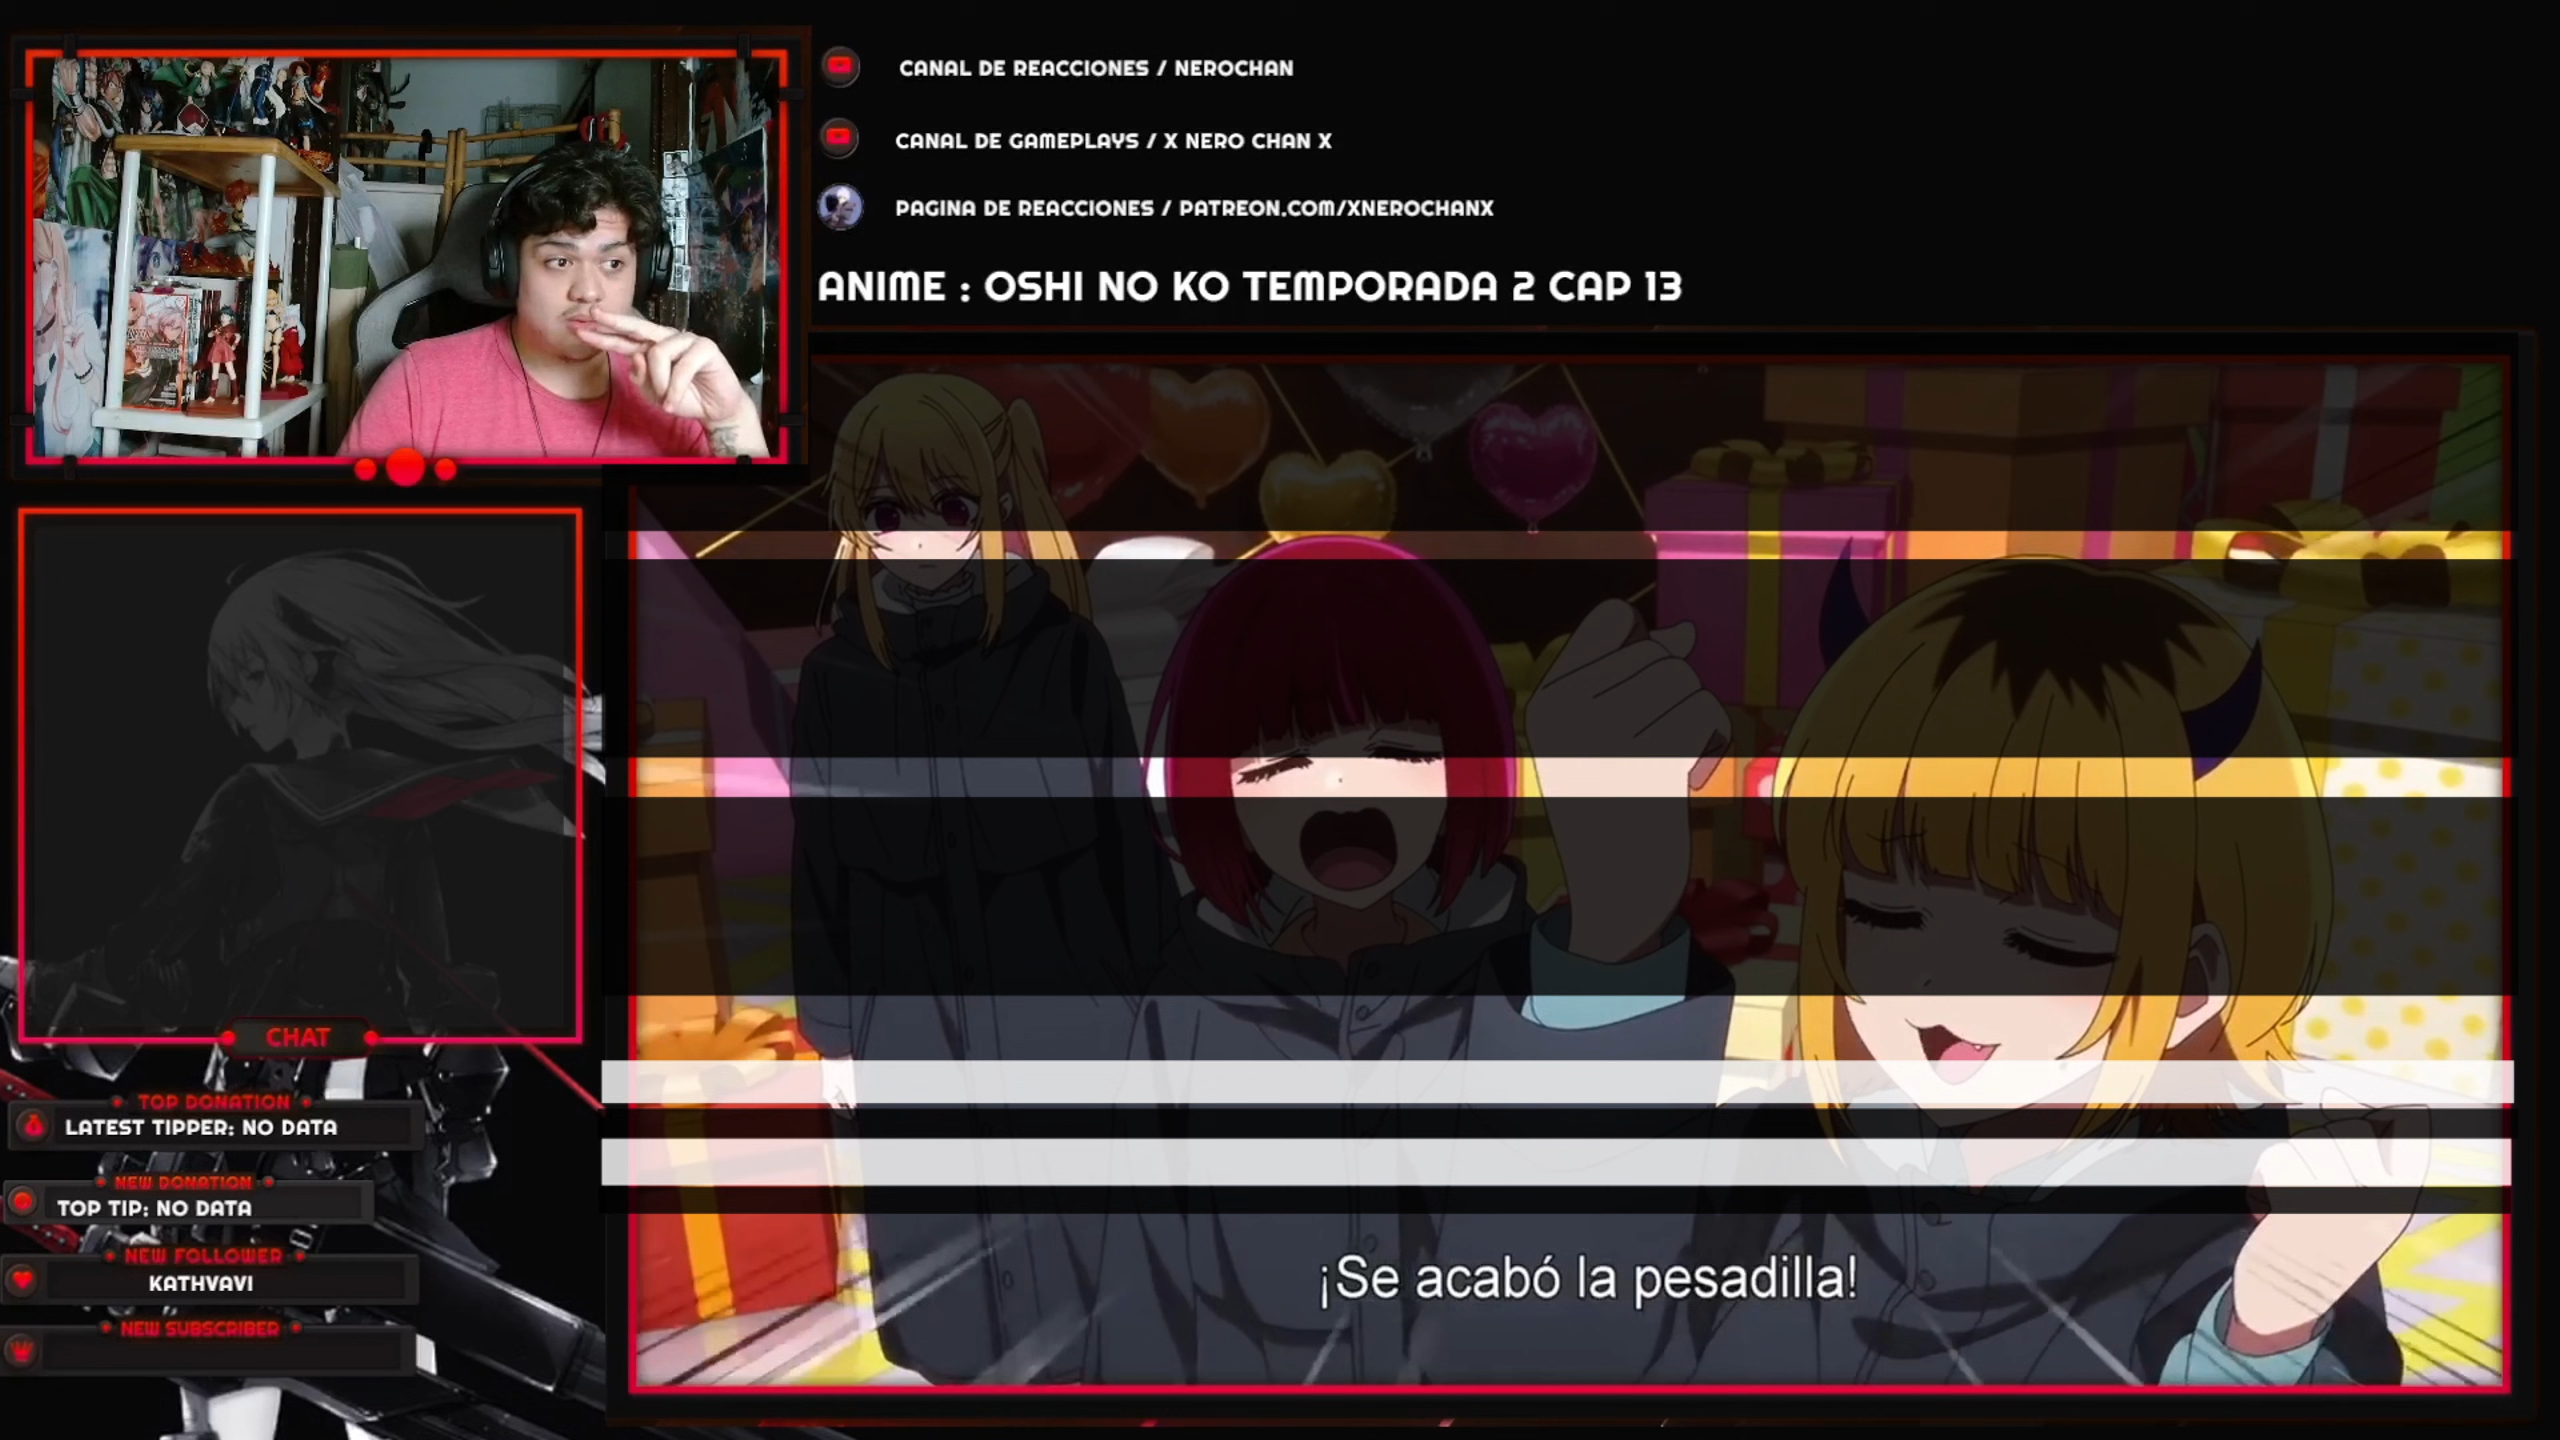 CANAL DE REACCIONES / NEROCHAN
CANAL DE GAMEPLAYS / X NERO CHAN X
PAGINA DE REACCIONES / PATREON.COM/XNEROCHANX
ANIME : OSHI NO KO TEMPORADA 2 CAP 13
CHAT
TOP DONATION
LATEST TIPPER: NO DATA
NEW DONATION
TOP TIP: NO DATA
NEW FOLLOWER
KATHVAVI
NEW SUBSCRIBER
¡Se acabó la pesadilla!